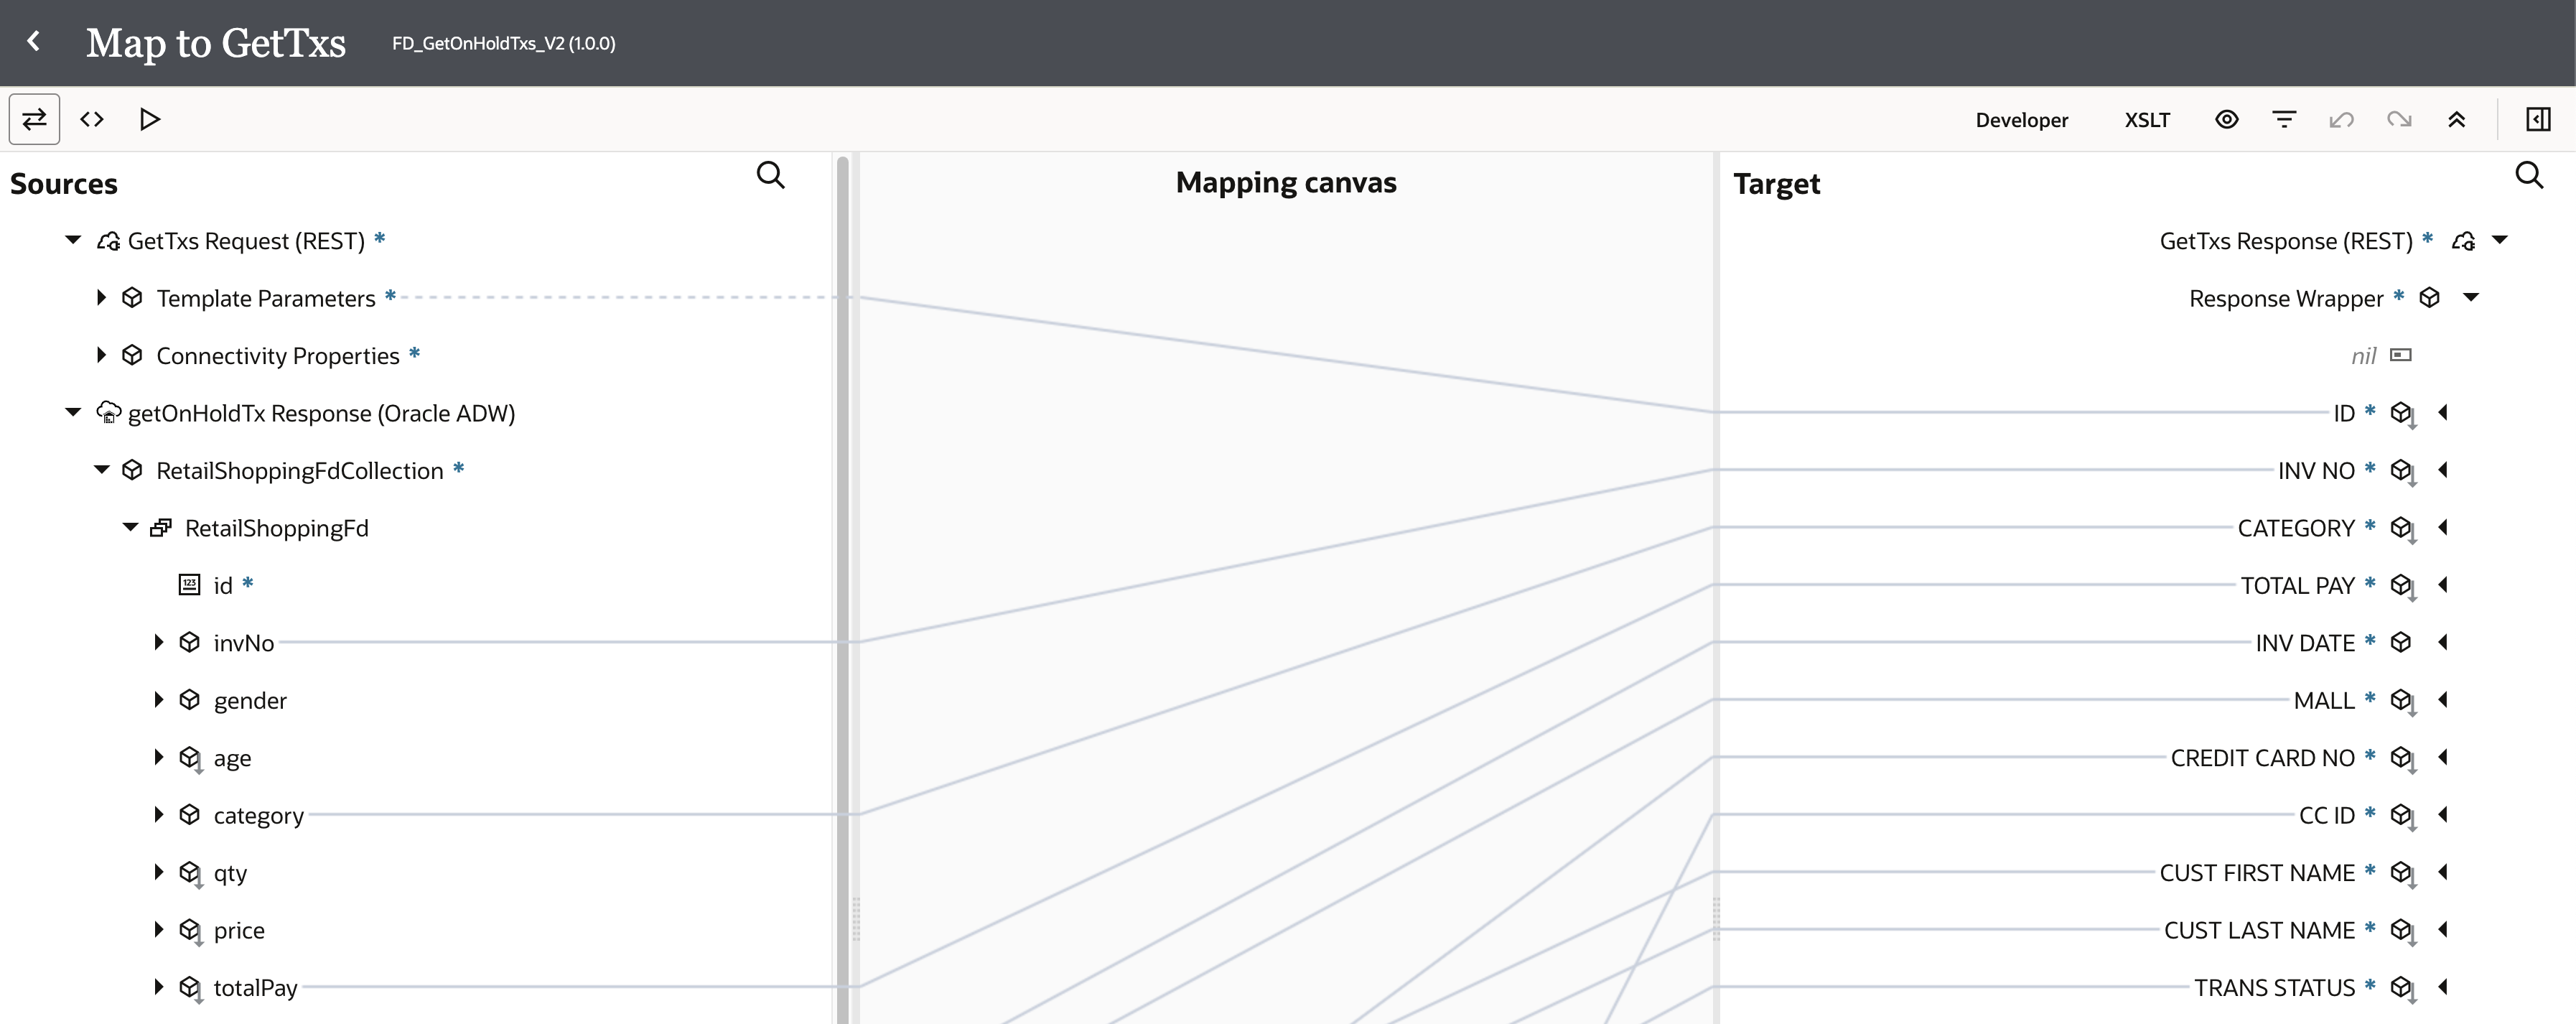 Map to GetTxs
FD_GetOnHoldTxs_V2 (1.0.0)
Developer
XSLT
Sources
Mapping canvas
Target
GetTxs Request (REST) *
Template Parameters *
Connectivity Properties *
getOnHoldTx Response (Oracle ADW)
RetailShoppingFdCollection *
RetailShoppingFd
123
id *
invNo
gender
age
category
qty
price
totalPay
GetTxs Response (REST) *
Response Wrapper *
nil
ID *
INV NO *
CATEGORY *
TOTAL PAY *
INV DATE *
MALL *
CREDIT CARD NO *
CC ID *
CUST FIRST NAME *
CUST LAST NAME *
TRANS STATUS *